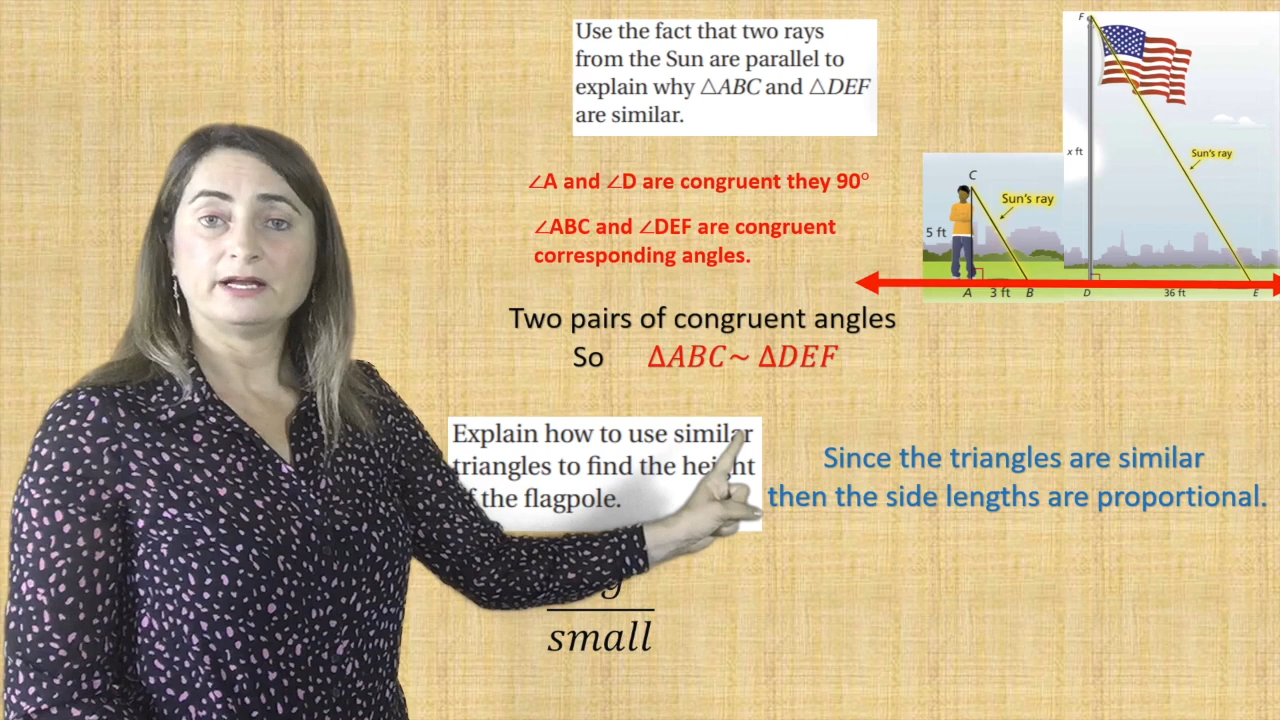 Use the fact that two rays
from the Sun are parallel to
explain why △ABC and △DEF
are similar.
∠A and ∠D are congruent they 90°
∠ABC and ∠DEF are congruent
corresponding angles.
Two pairs of congruent angles
So ∆ABC~ ∆DEF
F
x ft
Sun's ray
C
Sun's ray
5 ft
A 3 ft B D 36 ft E
Explain how to use similar
triangles to find the height
the flagpole.
Since the triangles are similar
then the side lengths are proportional.
small